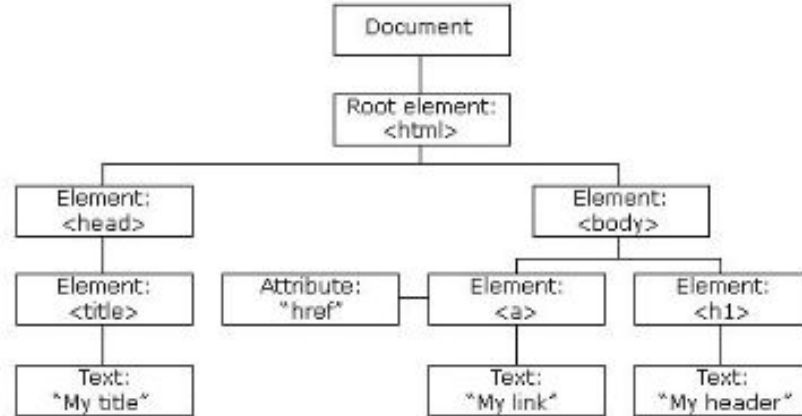 Document
Root element:
<html>
Element:
<head>
Element:
<body>
Element:
<title>
Attribute:
"href"
Element:
<a>
Element:
<h1>
Text:
"My title"
Text:
"My link"
Text:
"My header"